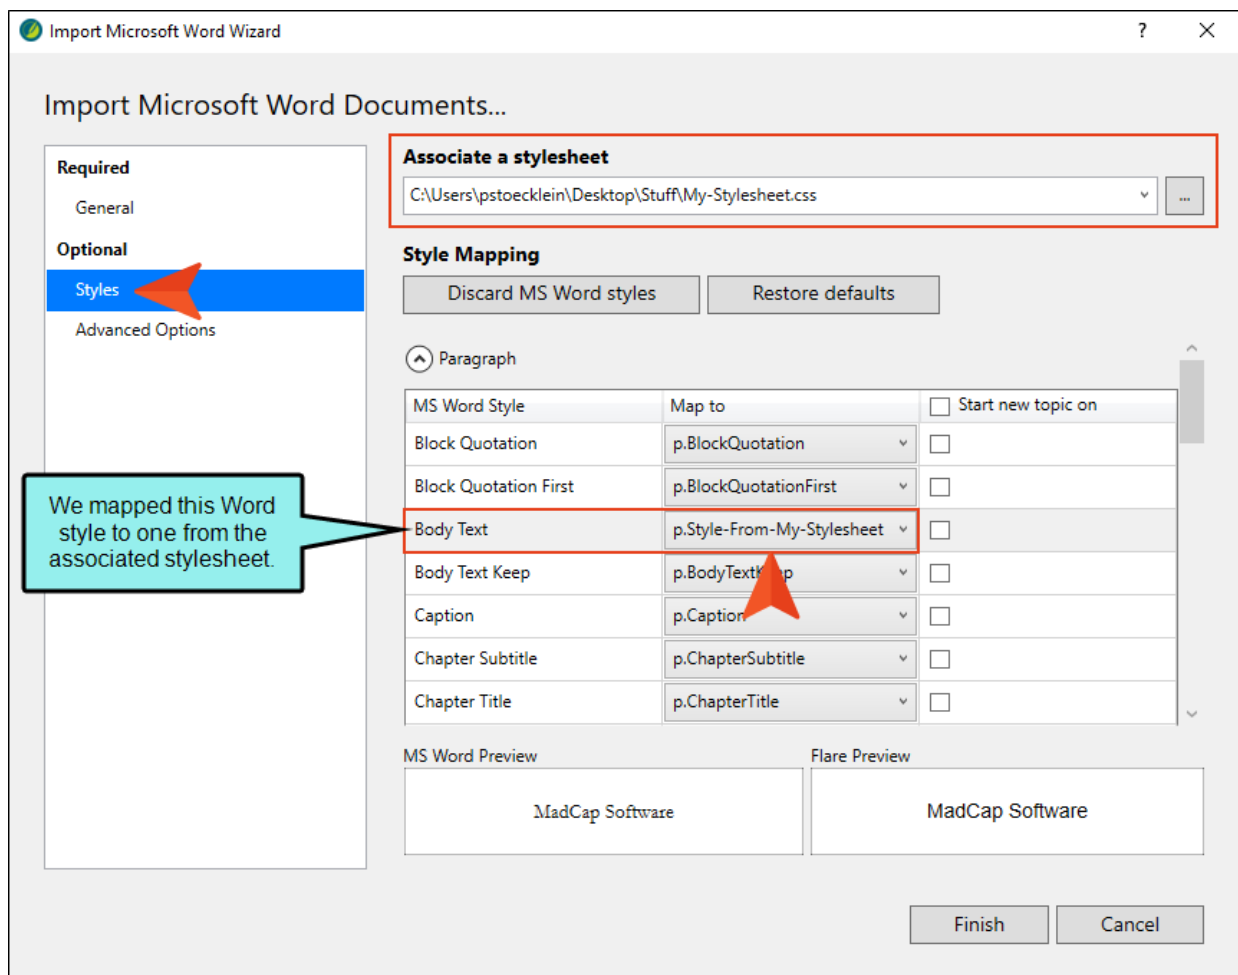 Import Microsoft Word Wizard
?
Import Microsoft Word Documents...
Required
General
Optional
Styles
Advanced Options
Associate a stylesheet
C:\Users\pstoecklein\Desktop\Stuff\My-Stylesheet.css
...
Style Mapping
Discard MS Word styles
Restore defaults
Paragraph
MS Word Style Map to Start new topic on
Block Quotation p.BlockQuotation
Block Quotation First p.BlockQuotationFirst
Body Text p.Style-From-My-Stylesheet
Body Text Keep p.BodyTextKeep
Caption p.Caption
Chapter Subtitle p.ChapterSubtitle
Chapter Title p.ChapterTitle
We mapped this Word
style to one from the
associated stylesheet.
MS Word Preview
MadCap Software
Flare Preview
MadCap Software
Finish
Cancel